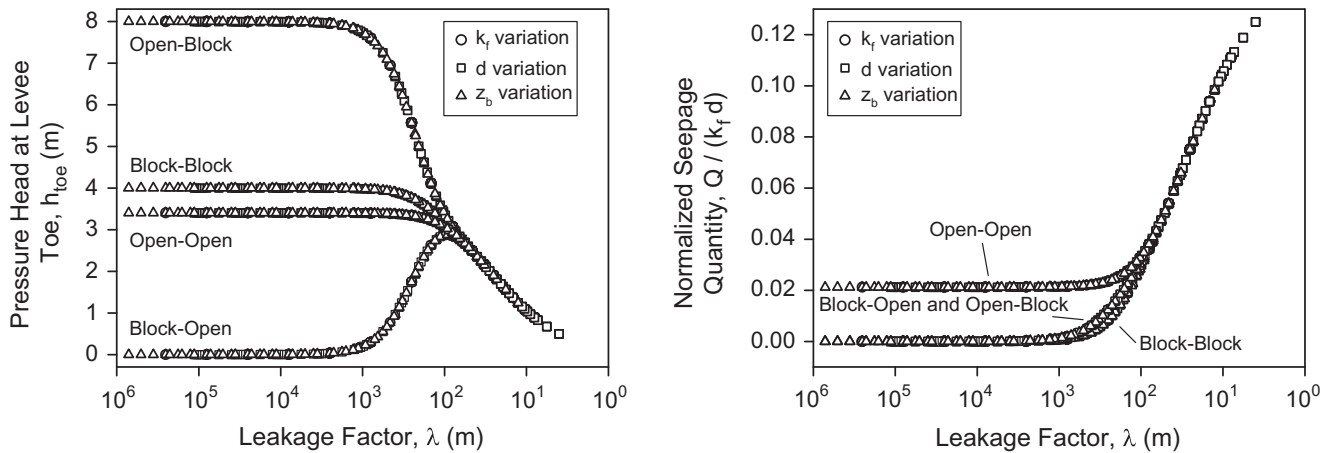 Pressure Head at Levee
Toe, h_toe (m)
8
7
6
5
4
3
2
1
0
Open-Block
Block-Block
Open-Open
Block-Open
k_f variation
d variation
z_b variation
10^6
10^5
10^4
10^3
10^2
10^1
10^0
Leakage Factor, λ (m)
Normalized Seepage
Quantity, Q / (k_f d)
0.12
0.10
0.08
0.06
0.04
0.02
0.00
k_f variation
d variation
z_b variation
Open-Open
Block-Open and Open-Block
Block-Block
10^6
10^5
10^4
10^3
10^2
10^1
10^0
Leakage Factor, λ (m)